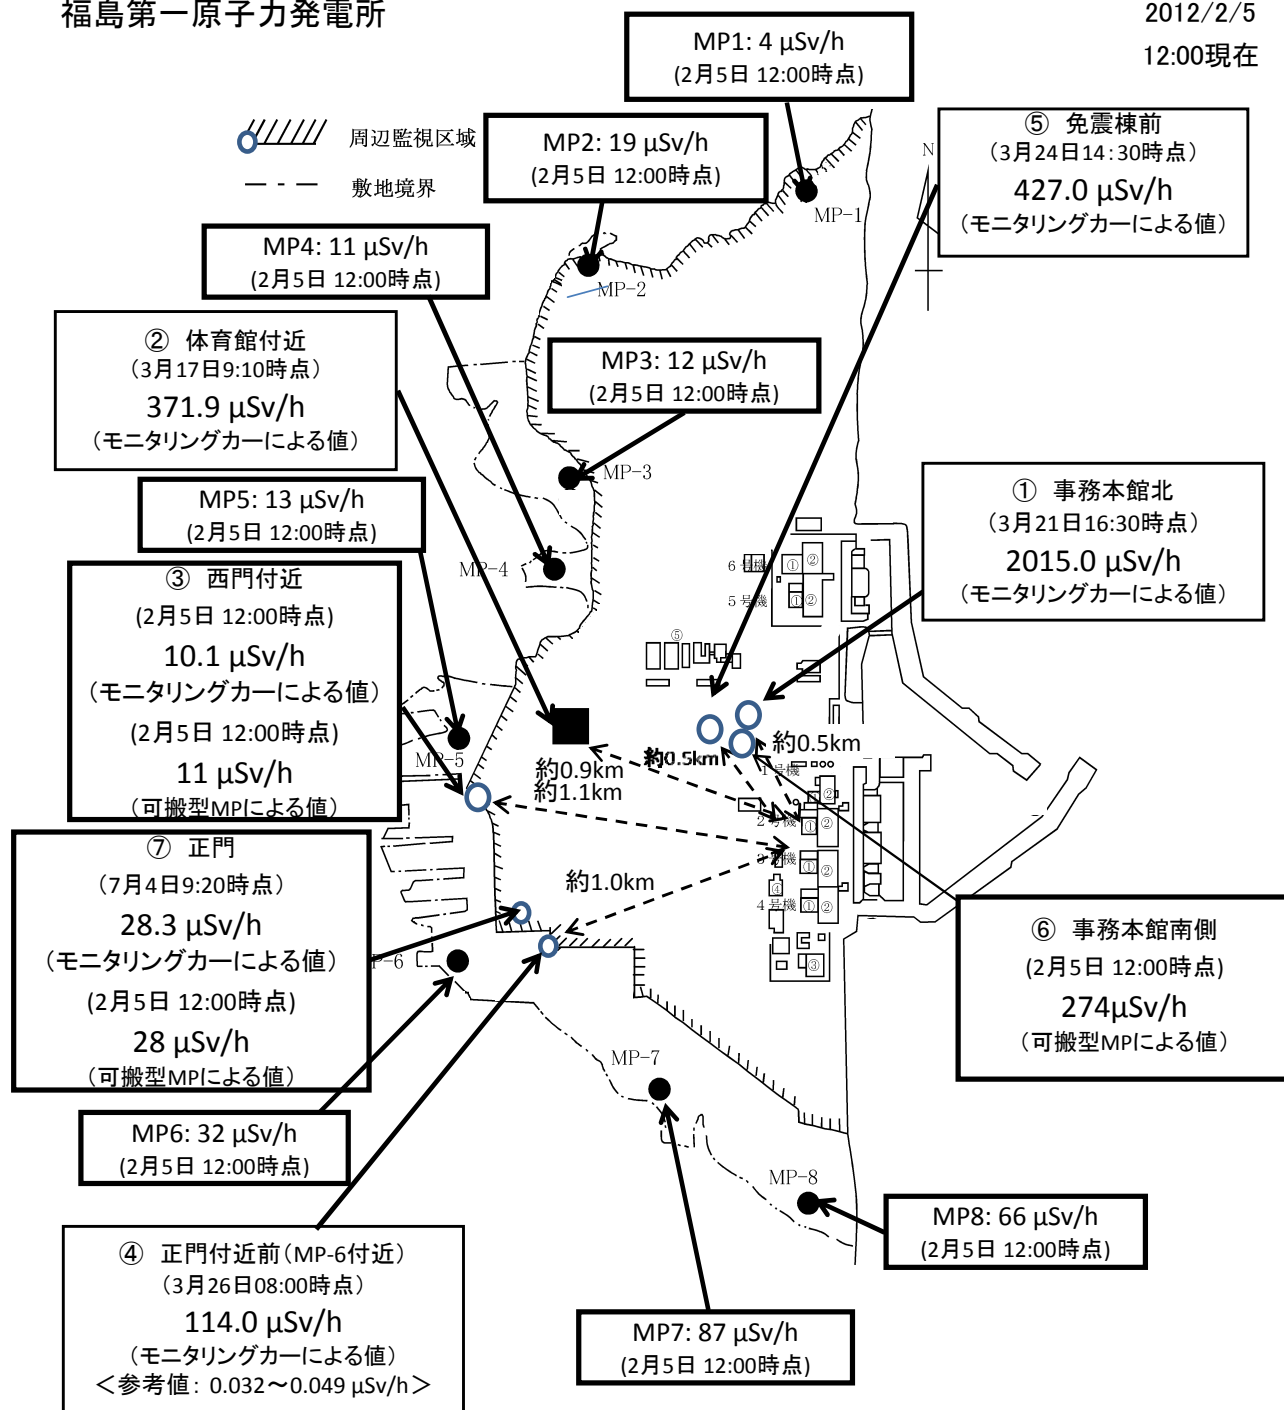 福島第一原子力発電所
2012/2/5
12:00現在
MP1: 4 μSv/h
(2月5日 12:00時点)
周辺監視区域
敷地境界
MP2: 19 μSv/h
(2月5日 12:00時点)
⑤ 免震棟前
(3月24日14:30時点)
427.0 μSv/h
(モニタリングカーによる値)
N
MP-1
MP4: 11 μSv/h
(2月5日 12:00時点)
MP-2
② 体育館付近
(3月17日9:10時点)
371.9 μSv/h
(モニタリングカーによる値)
MP3: 12 μSv/h
(2月5日 12:00時点)
MP-3
MP5: 13 μSv/h
(2月5日 12:00時点)
① 事務本館北
(3月21日16:30時点)
2015.0 μSv/h
(モニタリングカーによる値)
MP-4
6号機
① ②
5号機
① ②
③ 西門付近
(2月5日 12:00時点)
10.1 μSv/h
(モニタリングカーによる値)
(2月5日 12:00時点)
11 μSv/h
(可搬型MPによる値)
⑤
MP-5
約0.9km
約1.1km
約0.5km
約0.5km
1号機
① ②
2号機
① ②
3号機
① ②
④
4号機
① ②
③
⑦ 正門
(7月4日9:20時点)
28.3 μSv/h
(モニタリングカーによる値)
(2月5日 12:00時点)
28 μSv/h
(可搬型MPによる値)
約1.0km
P-6
⑥ 事務本館南側
(2月5日 12:00時点)
274μSv/h
(可搬型MPによる値)
MP-7
MP6: 32 μSv/h
(2月5日 12:00時点)
MP-8
MP8: 66 μSv/h
(2月5日 12:00時点)
④ 正門付近前(MP-6付近)
(3月26日08:00時点)
114.0 μSv/h
(モニタリングカーによる値)
<参考値: 0.032～0.049 μSv/h>
MP7: 87 μSv/h
(2月5日 12:00時点)